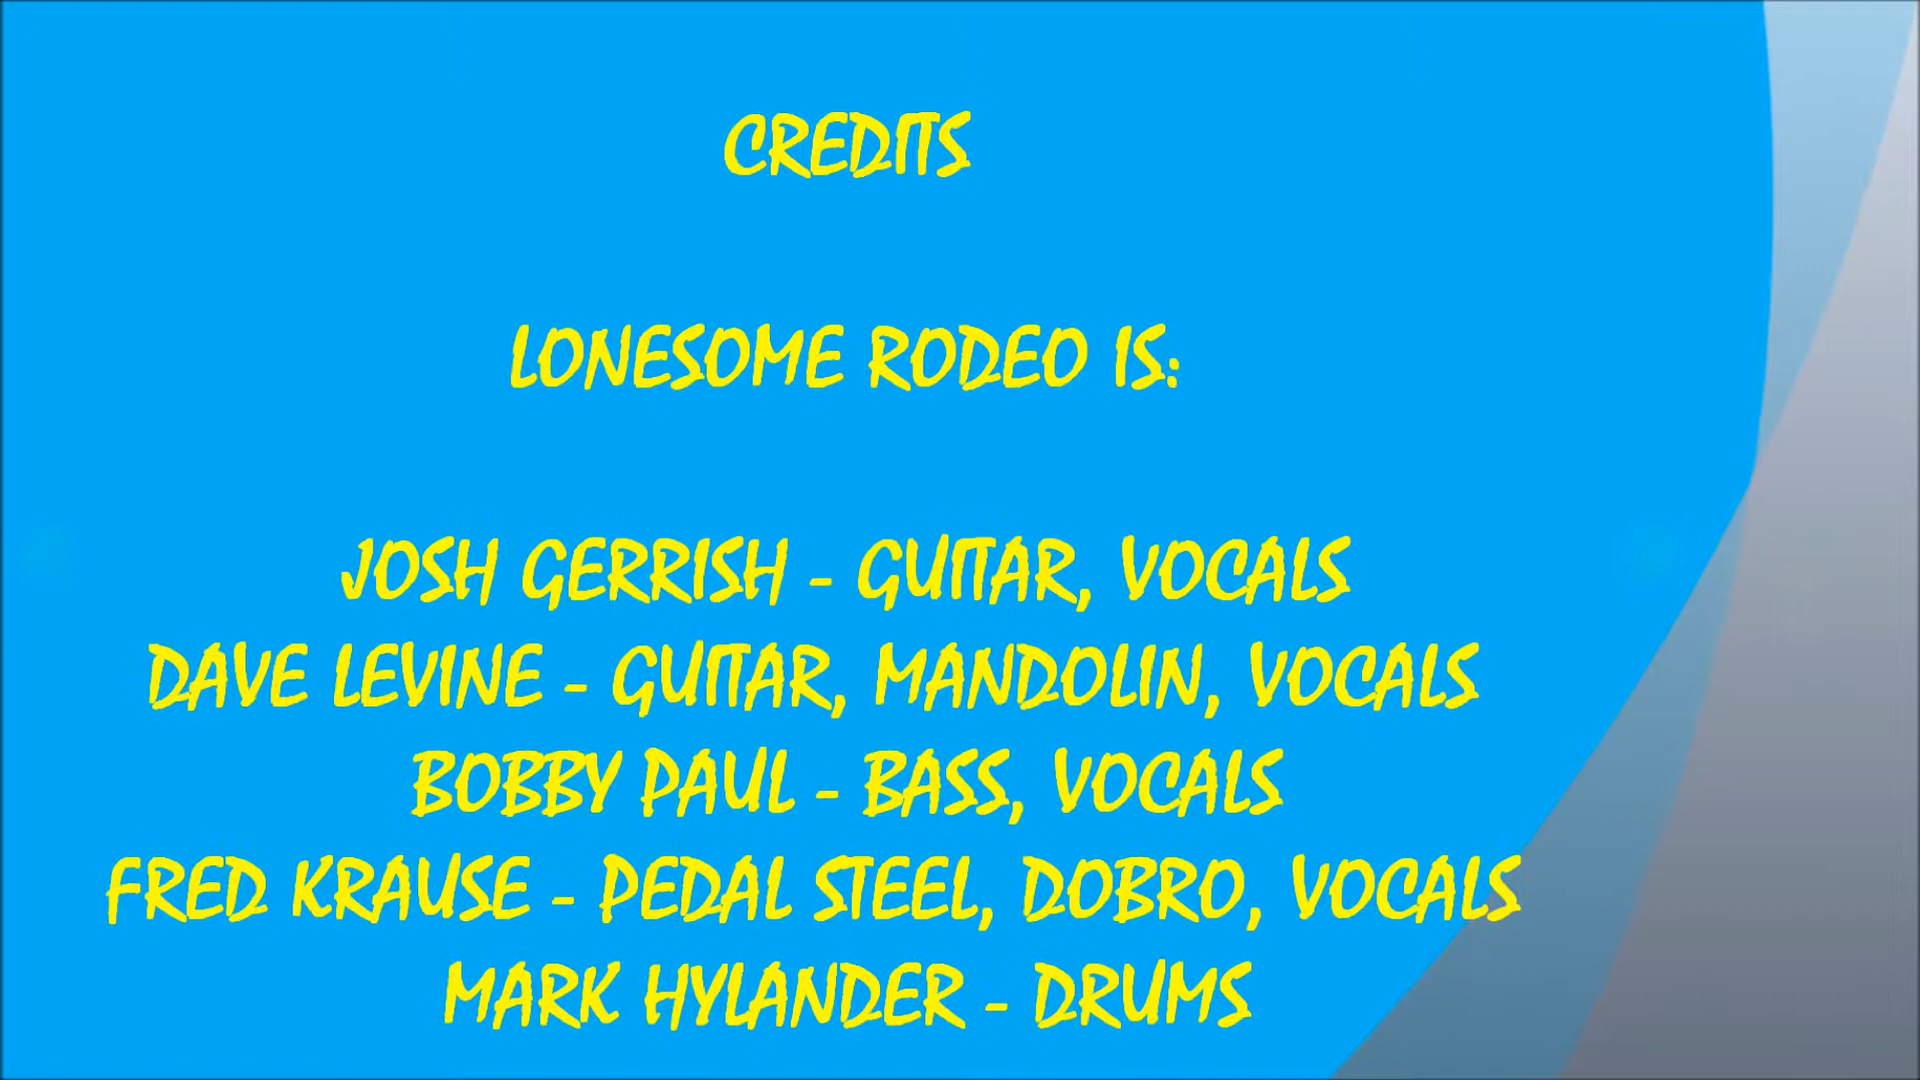 CREDITS
LONESOME RODEO IS:
JOSH GERRISH - GUITAR, VOCALS
DAVE LEVINE - GUITAR, MANDOLIN, VOCALS
BOBBY PAUL - BASS, VOCALS
FRED KRAUSE - PEDAL STEEL, DOBRO, VOCALS
MARK HYLANDER - DRUMS